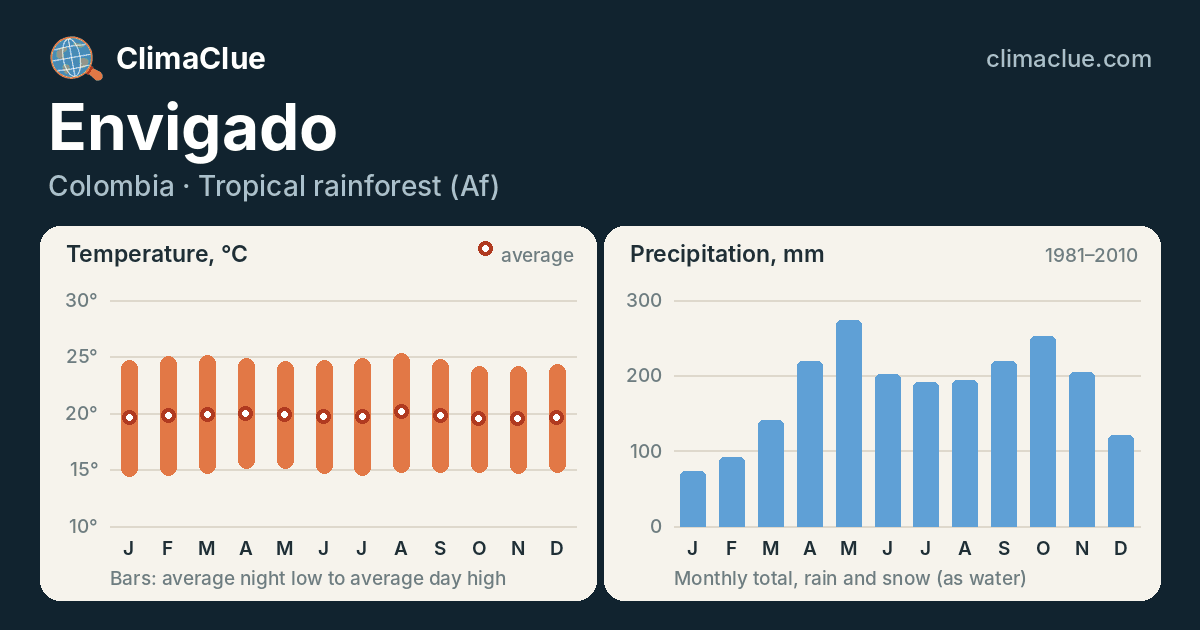 ClimaClue
climaclue.com
Envigado
Colombia · Tropical rainforest (Af)
Temperature, °C
average
30°
25°
20°
15°
10°
J F M A M J J A S O N D
Bars: average night low to average day high
Precipitation, mm
1981–2010
300
200
100
0
J F M A M J J A S O N D
Monthly total, rain and snow (as water)